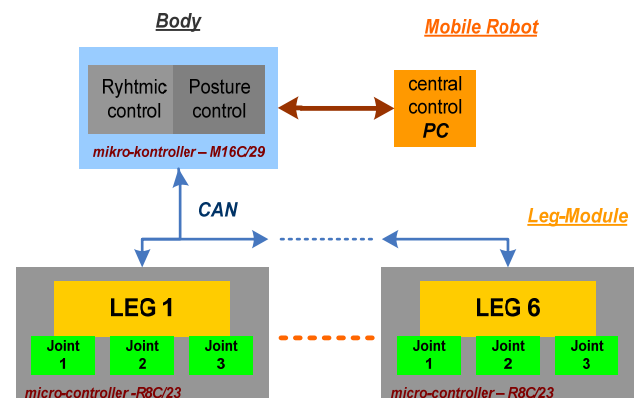 Body
Mobile Robot
Ryhtmic
control
Posture
control
central
control
PC
mikro-kontroller – M16C/29
CAN
Leg-Module
LEG 1
LEG 6
Joint
1
Joint
2
Joint
3
Joint
1
Joint
2
Joint
3
micro-controller -R8C/23
micro-controller – R8C/23